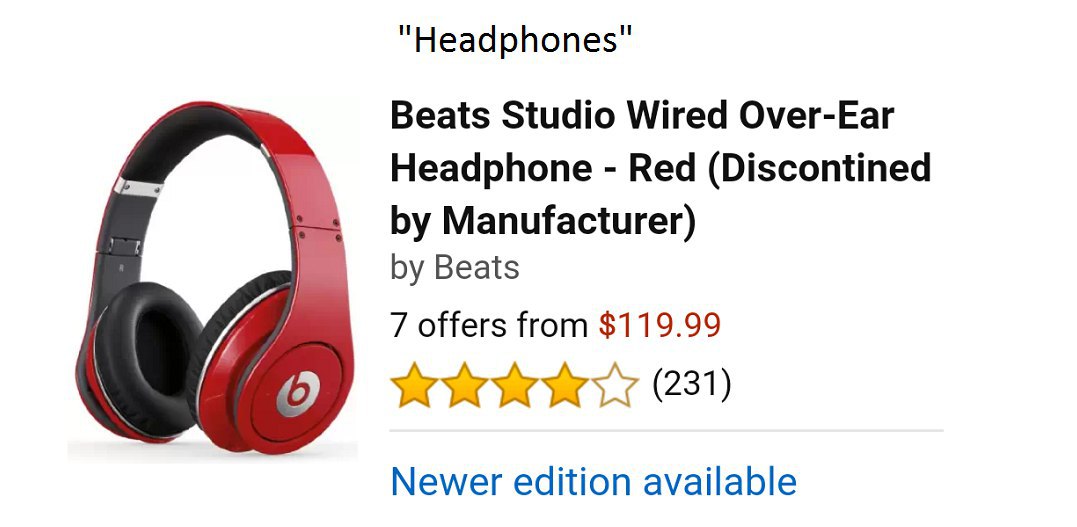 "Headphones"
Beats Studio Wired Over-Ear
Headphone - Red (Discontined
by Manufacturer)
by Beats
7 offers from $119.99
(231)
Newer edition available